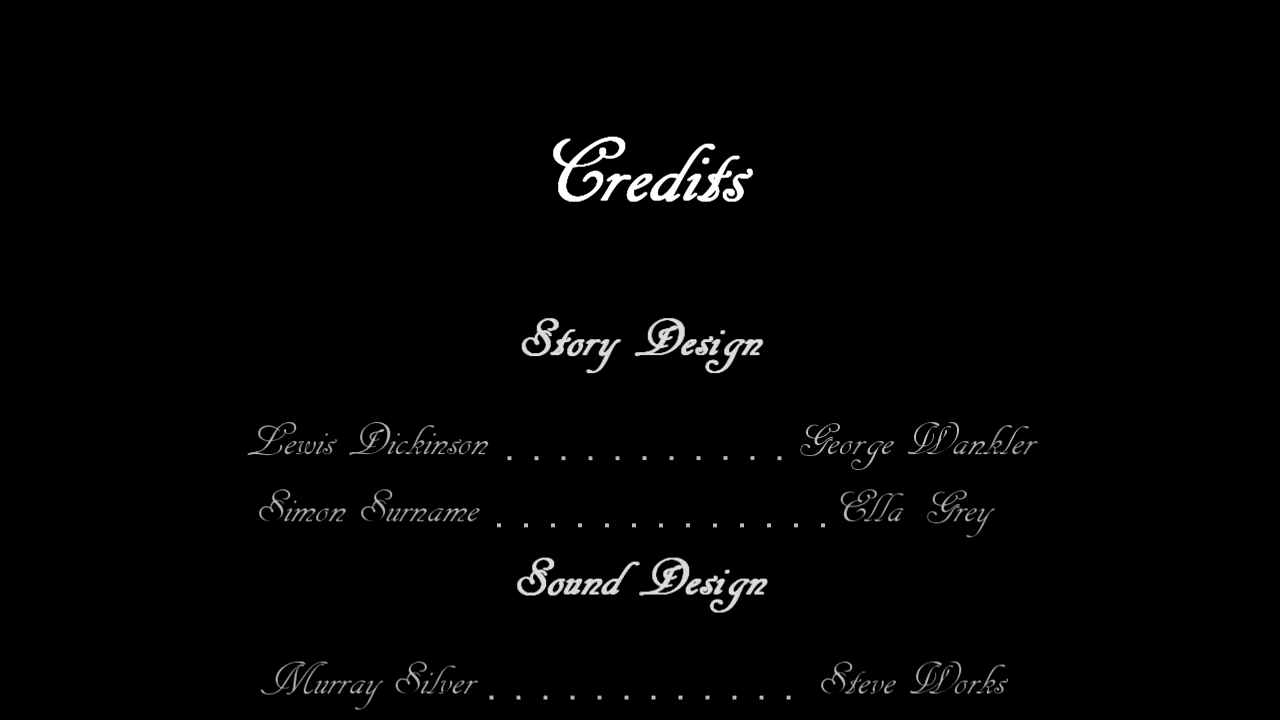 Credits
Story Design
Lewis Dickinson . . . . . . . . . . . George Wankler
Simon Surname . . . . . . . . . . . . . Ella Grey
Sound Design
Murray Silver . . . . . . . . . . . . Steve Works